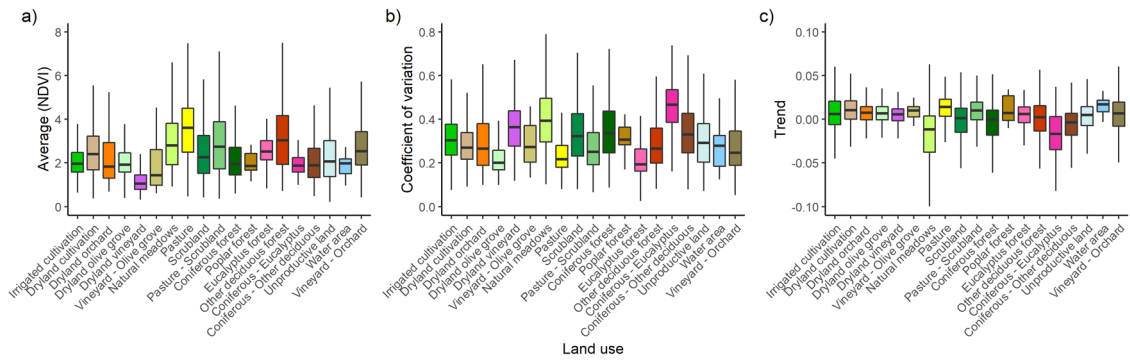 a)
Average (NDVI)
8
6
4
2
0
Irrigated cultivation
Dryland cultivation
Dryland orchard
Dryland olive grove
Dryland vineyard
Vineyard - Olive grove
Natural meadows
Pasture
Scrubland
Pasture - Scrubland
Coniferous forest
Poplar forest
Eucalyptus forest
Other deciduous forest
Coniferous - Eucalyptus
Coniferous - Other deciduous
Unproductive land
Water area
Vineyard - Orchard
b)
Coefficient of variation
0.8
0.6
0.4
0.2
0.0
Irrigated cultivation
Dryland cultivation
Dryland orchard
Dryland olive grove
Dryland vineyard
Vineyard - Olive grove
Natural meadows
Pasture
Scrubland
Pasture - Scrubland
Coniferous forest
Poplar forest
Eucalyptus forest
Other deciduous forest
Coniferous - Eucalyptus
Coniferous - Other deciduous
Unproductive land
Water area
Vineyard - Orchard
c)
Trend
0.10
0.05
0.00
-0.05
-0.10
Irrigated cultivation
Dryland cultivation
Dryland orchard
Dryland olive grove
Dryland vineyard
Vineyard - Olive grove
Natural meadows
Pasture
Scrubland
Pasture - Scrubland
Coniferous forest
Poplar forest
Eucalyptus forest
Other deciduous forest
Coniferous - Eucalyptus
Coniferous - Other deciduous
Unproductive land
Water area
Vineyard - Orchard
Land use